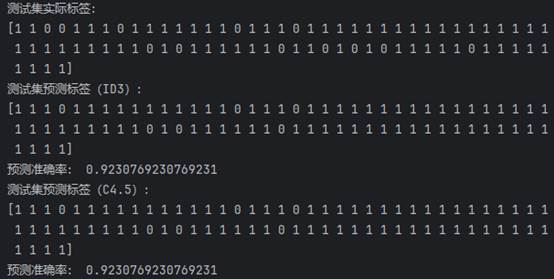 测试集实际标签:
[1 1 0 0 1 1 1 0 1 1 1 1 1 1 1 0 1 1 1 0 1 1 1 1 1 1 1 1 1 1 1 1 1 1 1 1 1
1 1 1 1 1 1 1 1 1 0 1 0 1 1 1 1 1 1 0 1 1 0 1 0 1 0 1 1 1 1 1 0 1 1 1 1 1
1 1 1 1]
测试集预测标签（ID3）:
[1 1 1 0 1 1 1 1 1 1 1 1 1 1 1 0 1 1 1 0 1 1 1 1 1 1 1 1 1 1 1 1 1 1 1 1 1
1 1 1 1 1 1 1 1 1 0 1 0 1 1 1 1 1 1 0 1 1 1 1 1 1 1 1 1 1 1 1 1 1 1 1 1 1
1 1 1 1]
预测准确率: 0.9230769230769231
测试集预测标签（C4.5）:
[1 1 1 0 1 1 1 1 1 1 1 1 1 1 1 0 1 1 1 0 1 1 1 1 1 1 1 1 1 1 1 1 1 1 1 1 1
1 1 1 1 1 1 1 1 1 0 1 0 1 1 1 1 1 1 0 1 1 1 1 1 1 1 1 1 1 1 1 1 1 1 1 1 1
1 1 1 1]
预测准确率: 0.9230769230769231